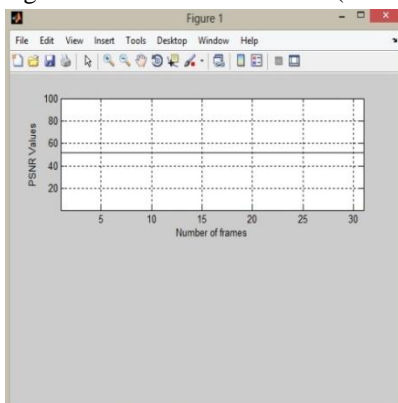 Figure 1
File Edit View Insert Tools Desktop Window Help
100
80
60
40
20
PSNR Values
5 10 15 20 25 30
Number of frames